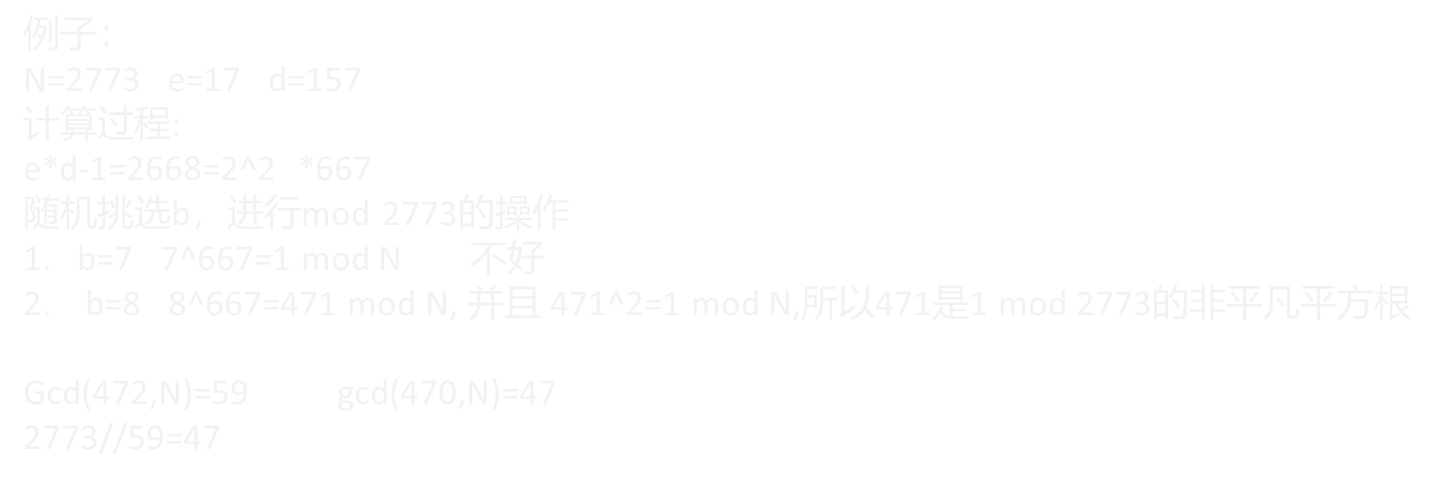 例子：
N=2773 e=17 d=157
计算过程:
e*d-1=2668=2^2 *667
随机挑选b，进行mod 2773的操作
1. b=7 7^667=1 mod N 不好
2. b=8 8^667=471 mod N, 并且 471^2=1 mod N,所以471是1 mod 2773的非平凡平方根
Gcd(472,N)=59 gcd(470,N)=47
2773//59=47